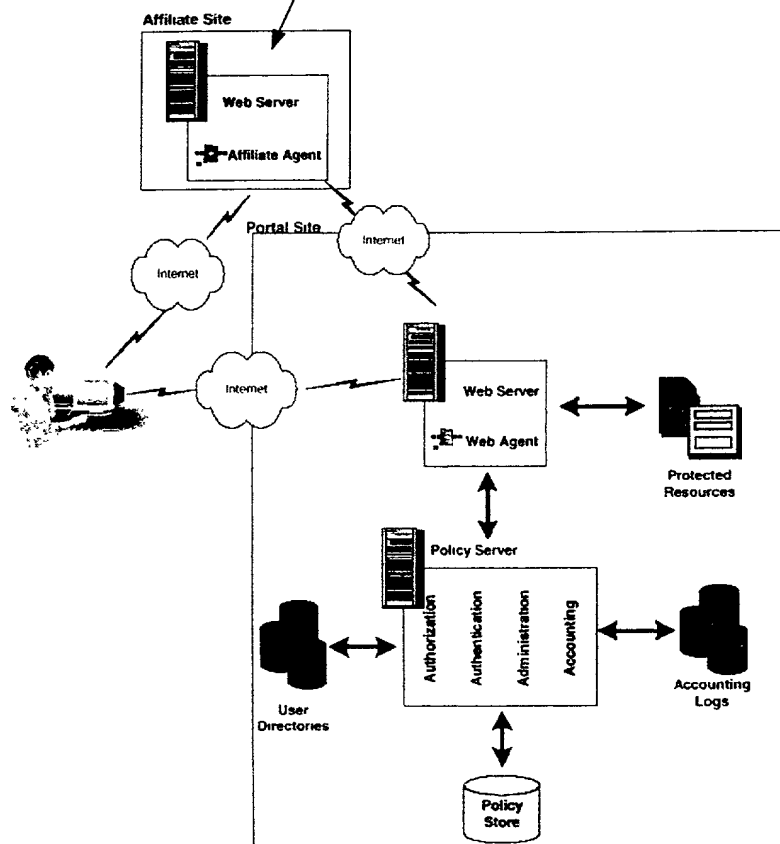 Affiliate Site
Web Server
Affiliate Agent
Portal Site
Internet
Internet
Internet
Web Server
Web Agent
Protected
Resources
Policy Server
Authorization
Authentication
Administration
Accounting
User
Directories
Accounting
Logs
Policy
Store